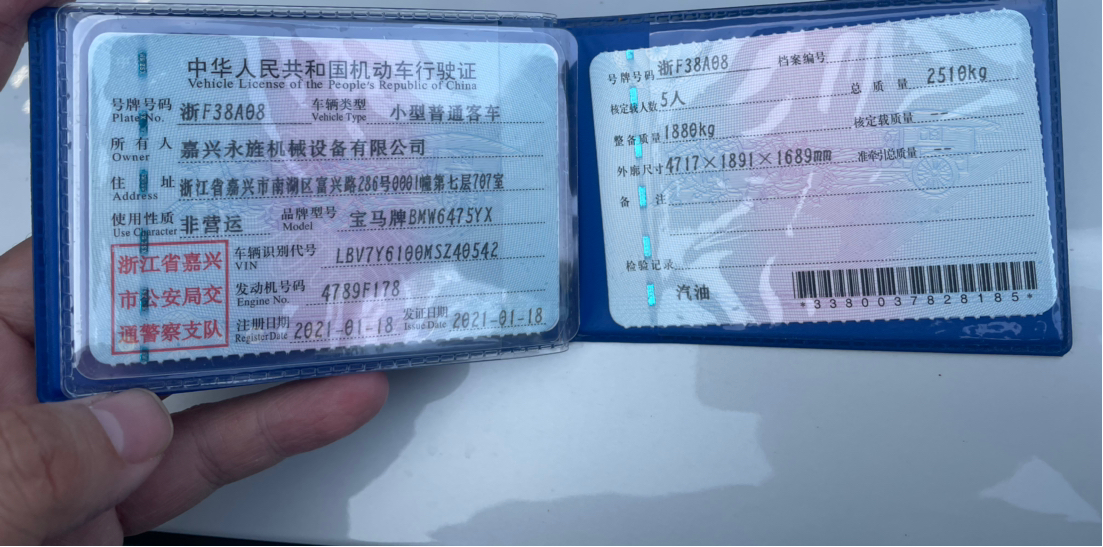 中华人民共和国机动车行驶证
Vehicle License of the People's Republic of China
号牌号码 浙F38A08 车辆类型 小型普通客车
Plate No. Vehicle Type
所有人 嘉兴永旌机械设备有限公司
Owner
住址 浙江省嘉兴市南湖区富兴路286号0001幢第七层707室
Address
使用性质 非营运 品牌型号 宝马牌BMW6475YX
Use Character Model
浙江省嘉兴
市公安局交
通警察支队
车辆识别代号 LBV7Y6100MSZ40542
VIN
发动机号码 4789F178
Engine No.
注册日期 2021-01-18 发证日期 2021-01-18
Register Date Issue Date
号牌号码 浙F38A08 档案编号
核定载人数 5人 总质量 2510kg
整备质量 1880kg 核定载质量 --
外廓尺寸 4717×1891×1689mm 准牵引总质量 --
备注
检验记录
汽油
*3380037828185*